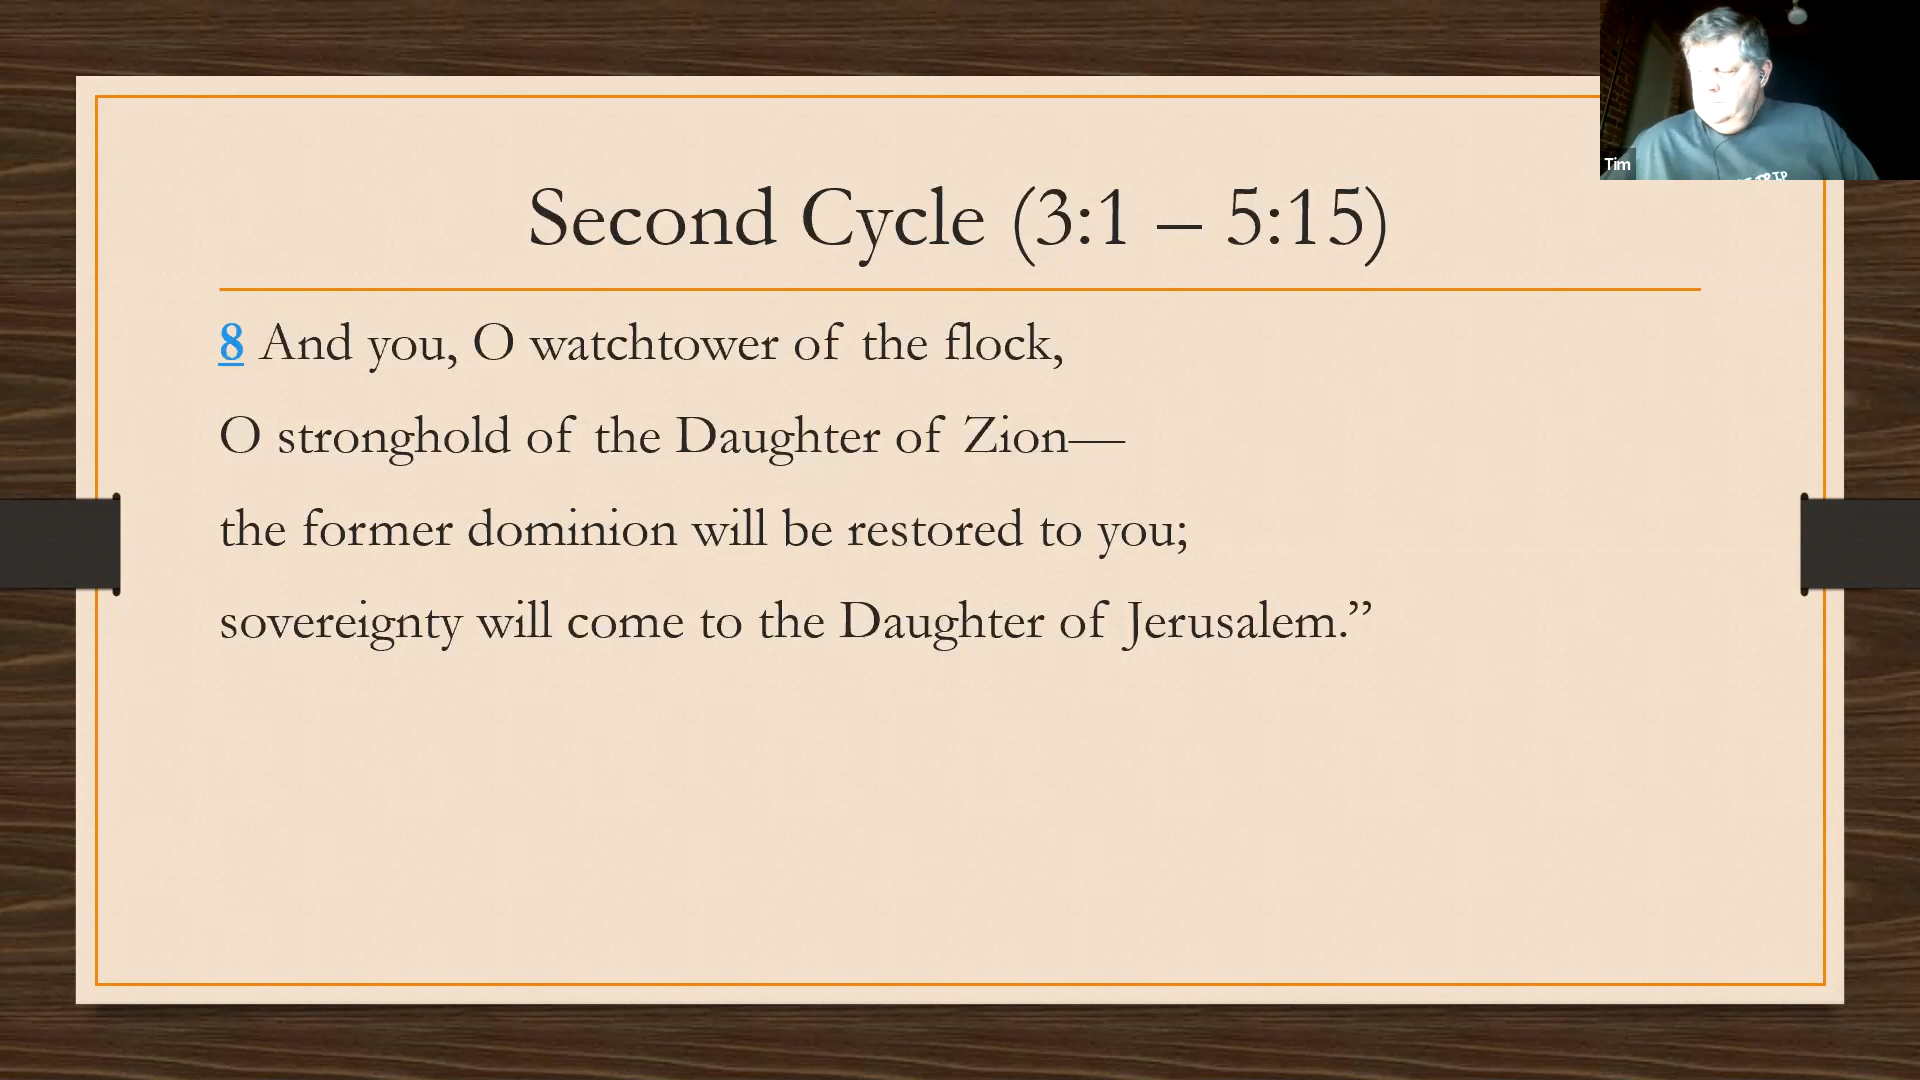 Second Cycle (3:1 – 5:15)
8 And you, O watchtower of the flock,
O stronghold of the Daughter of Zion—
the former dominion will be restored to you;
sovereignty will come to the Daughter of Jerusalem.”
Tim